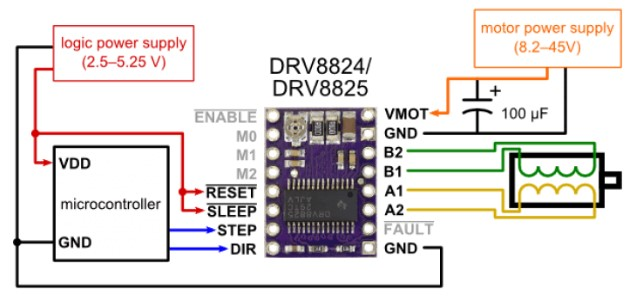 logic power supply
(2.5–5.25 V)
motor power supply
(8.2–45V)
DRV8824/
DRV8825
ENABLE
M0
M1
M2
RESET
SLEEP
STEP
DIR
VMOT
GND
B2
B1
A1
A2
FAULT
GND
+
100 µF
VDD
microcontroller
GND